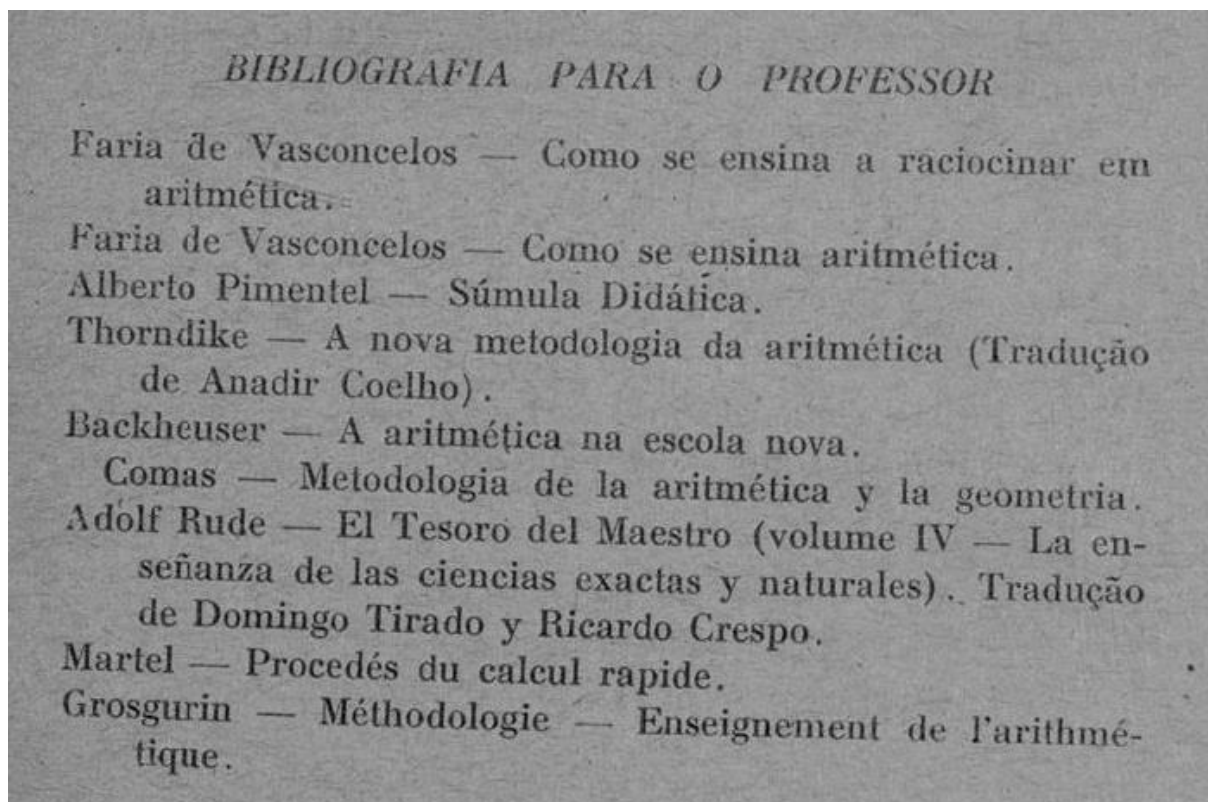 BIBLIOGRAFIA PARA O PROFESSOR
Faria de Vasconcelos — Como se ensina a raciocinar em
aritmética.
Faria de Vasconcelos — Como se ensina aritmética.
Alberto Pimentel — Súmula Didática.
Thorndike — A nova metodologia da aritmética (Tradução
de Anadir Coelho).
Backheuser — A aritmética na escola nova.
Comas — Metodologia de la aritmética y la geometria.
Adolf Rude — El Tesoro del Maestro (volume IV — La en-
señanza de las ciencias exactas y naturales). Tradução
de Domingo Tirado y Ricardo Crespo.
Martel — Procedés du calcul rapide.
Grosgurin — Méthodologie — Enseignement de l'arithmé-
tique.